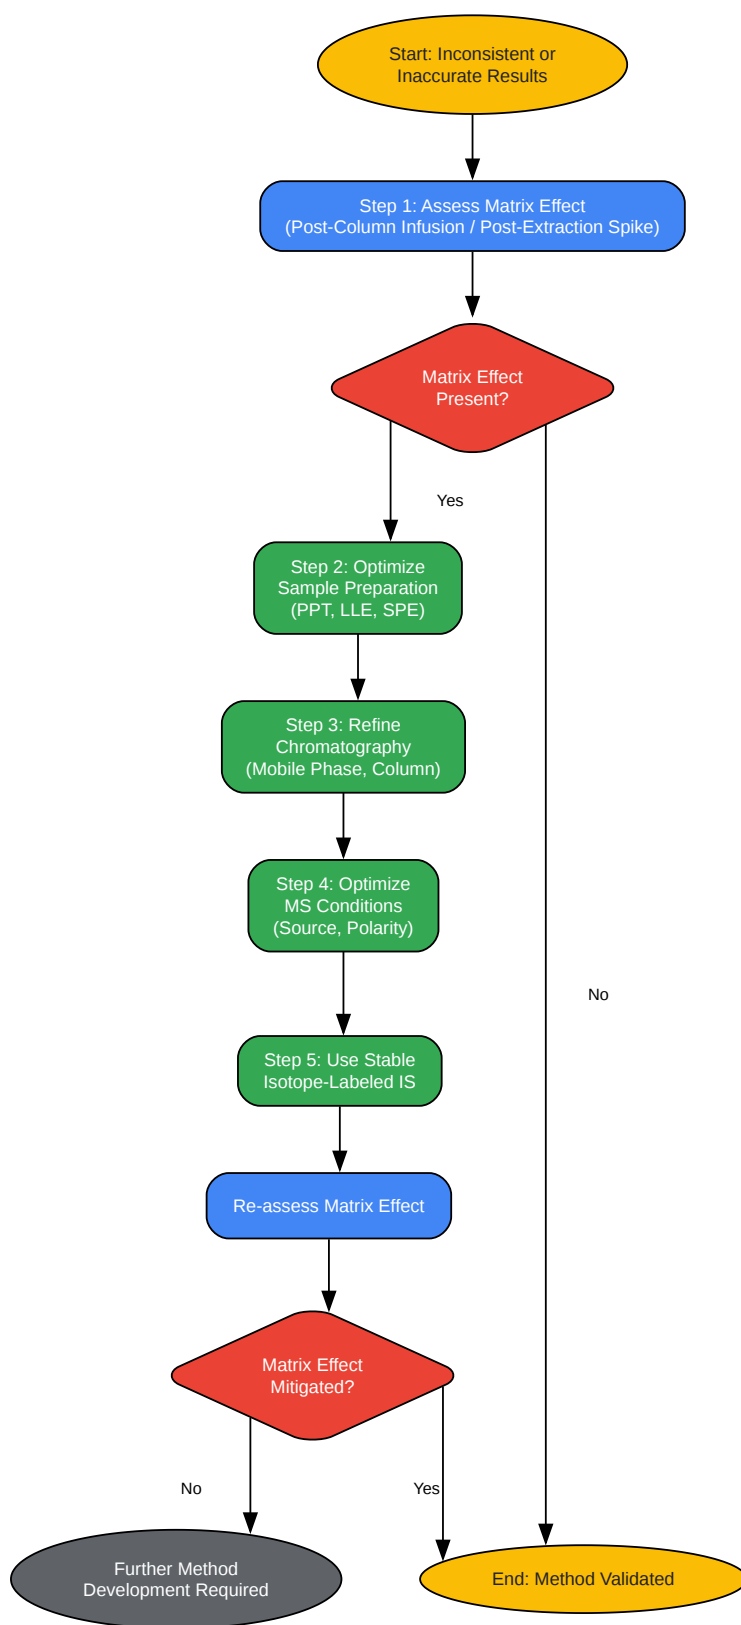 Start: Inconsistent or
Inaccurate Results
Step 1: Assess Matrix Effect
(Post-Column Infusion / Post-Extraction Spike)
Matrix Effect
Present?
Yes
Step 2: Optimize
Sample Preparation
(PPT, LLE, SPE)
Step 3: Refine
Chromatography
(Mobile Phase, Column)
Step 4: Optimize
MS Conditions
(Source, Polarity)
No
Step 5: Use Stable
Isotope-Labeled IS
Re-assess Matrix Effect
Matrix Effect
Mitigated?
No
Yes
Further Method
Development Required
End: Method Validated